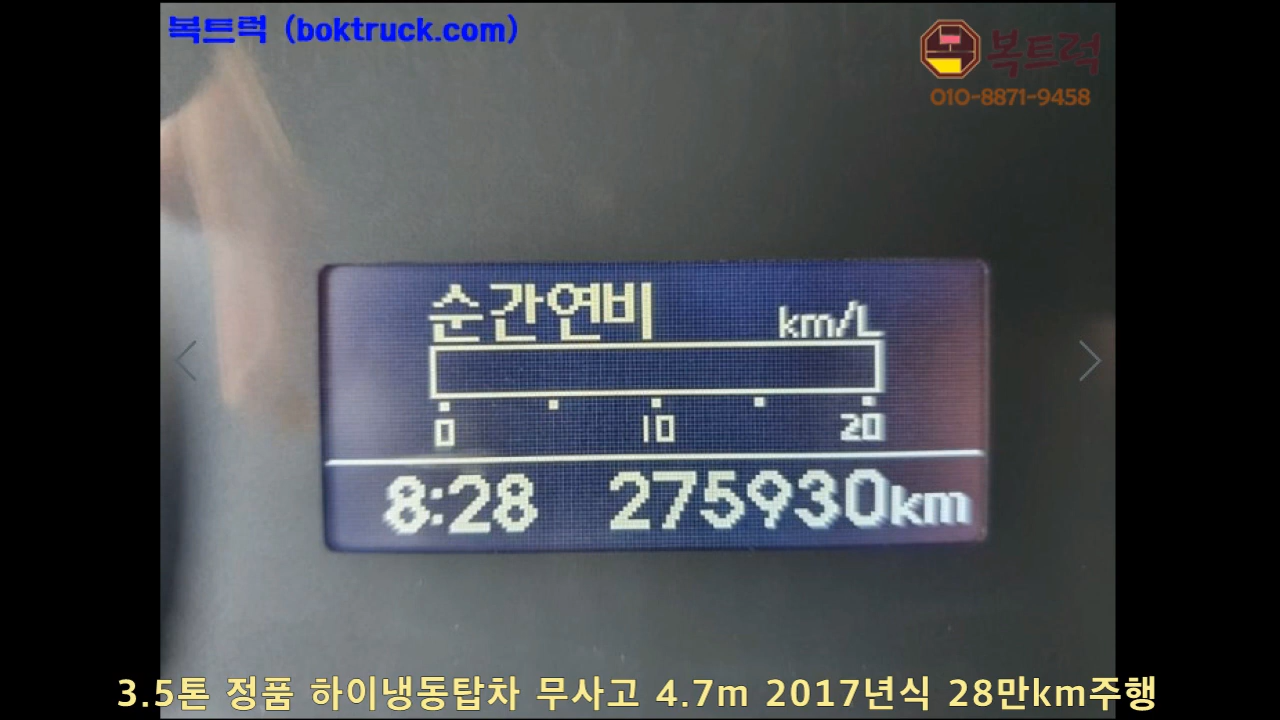 복트럭 (boktruck.com)
복트럭
010-8871-9458
순간연비 km/L
0 10 20
8:28 275930km
3.5톤 정품 하이냉동탑차 무사고 4.7m 2017년식 28만km주행